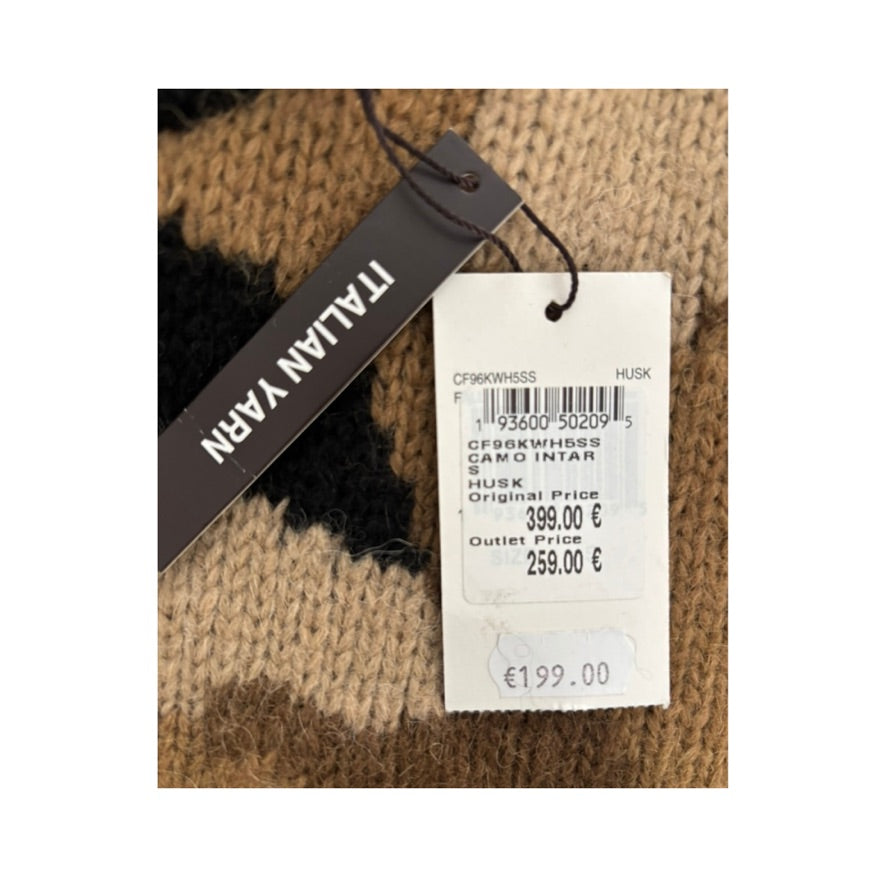 ITALIAN YARN
CF96KWH5SS HUSK
1 93600 50209 5
CF96KWH5SS
CAMO INTAR
S
HUSK
Original Price
399.00 €
Outlet Price
259.00 €
€199.00